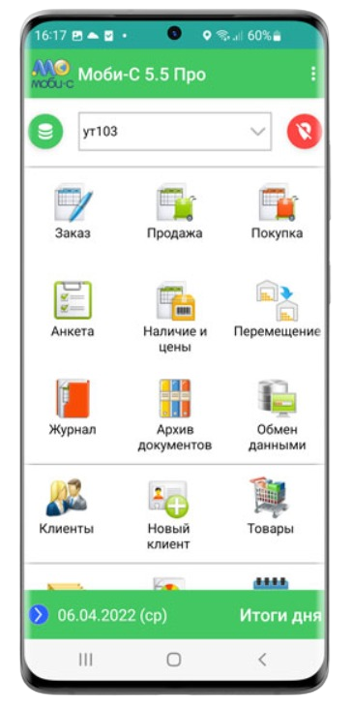 16:17
60%
МОБИ-С
Моби-С 5.5 Про
ут103
Заказ
Продажа
Покупка
Анкета
Наличие и
цены
Перемещение
Журнал
Архив
документов
Обмен
данными
Клиенты
Новый
клиент
Товары
06.04.2022 (ср)
Итоги дня